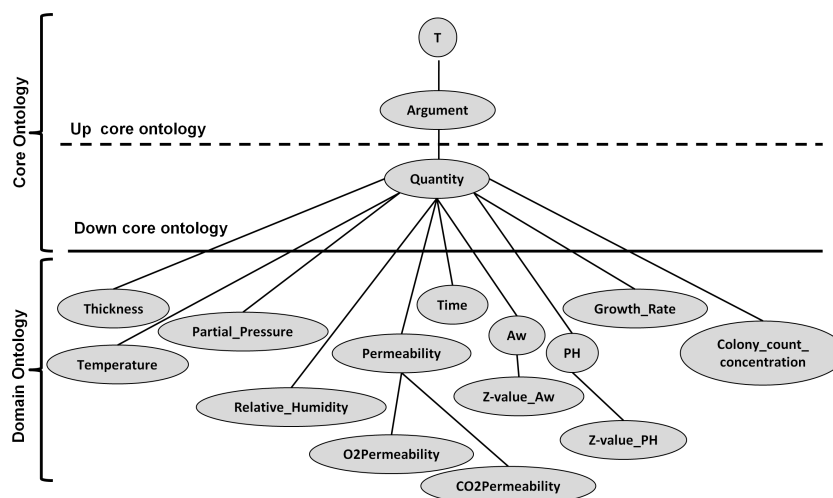 T
Core Ontology
Argument
Up core ontology
Quantity
Down core ontology
Domain Ontology
Thickness
Time
Growth_Rate
Partial_Pressure
Aw
Temperature
Permeability
PH
Colony_count_
concentration
Relative_Humidity
Z-value_Aw
O2Permeability
Z-value_PH
CO2Permeability